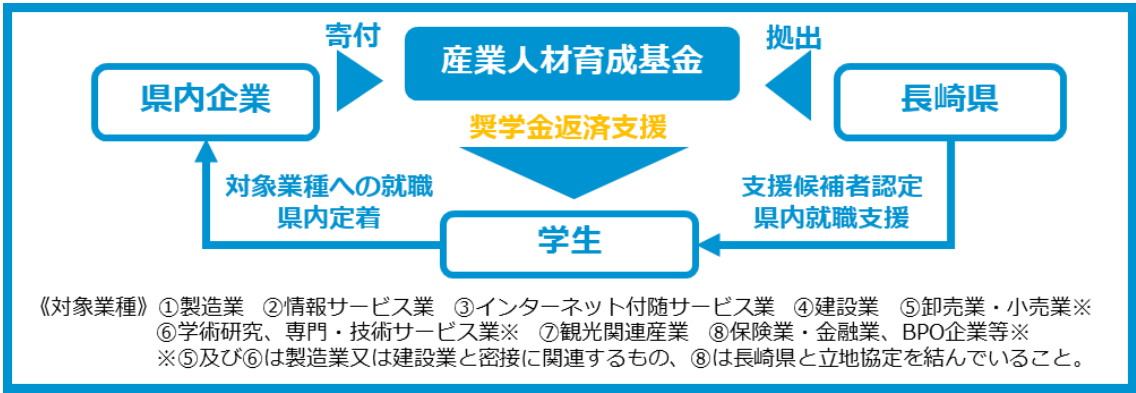 寄付
産業人材育成基金
拠出
県内企業
長崎県
奨学金返済支援
対象業種への就職
県内定着
支援候補者認定
県内就職支援
学生
《対象業種》①製造業 ②情報サービス業 ③インターネット付随サービス業 ④建設業 ⑤卸売業・小売業※
⑥学術研究、専門・技術サービス業※ ⑦観光関連産業 ⑧保険業・金融業、BPO企業等※
※⑤及び⑥は製造業又は建設業と密接に関連するもの、⑧は長崎県と立地協定を結んでいること。